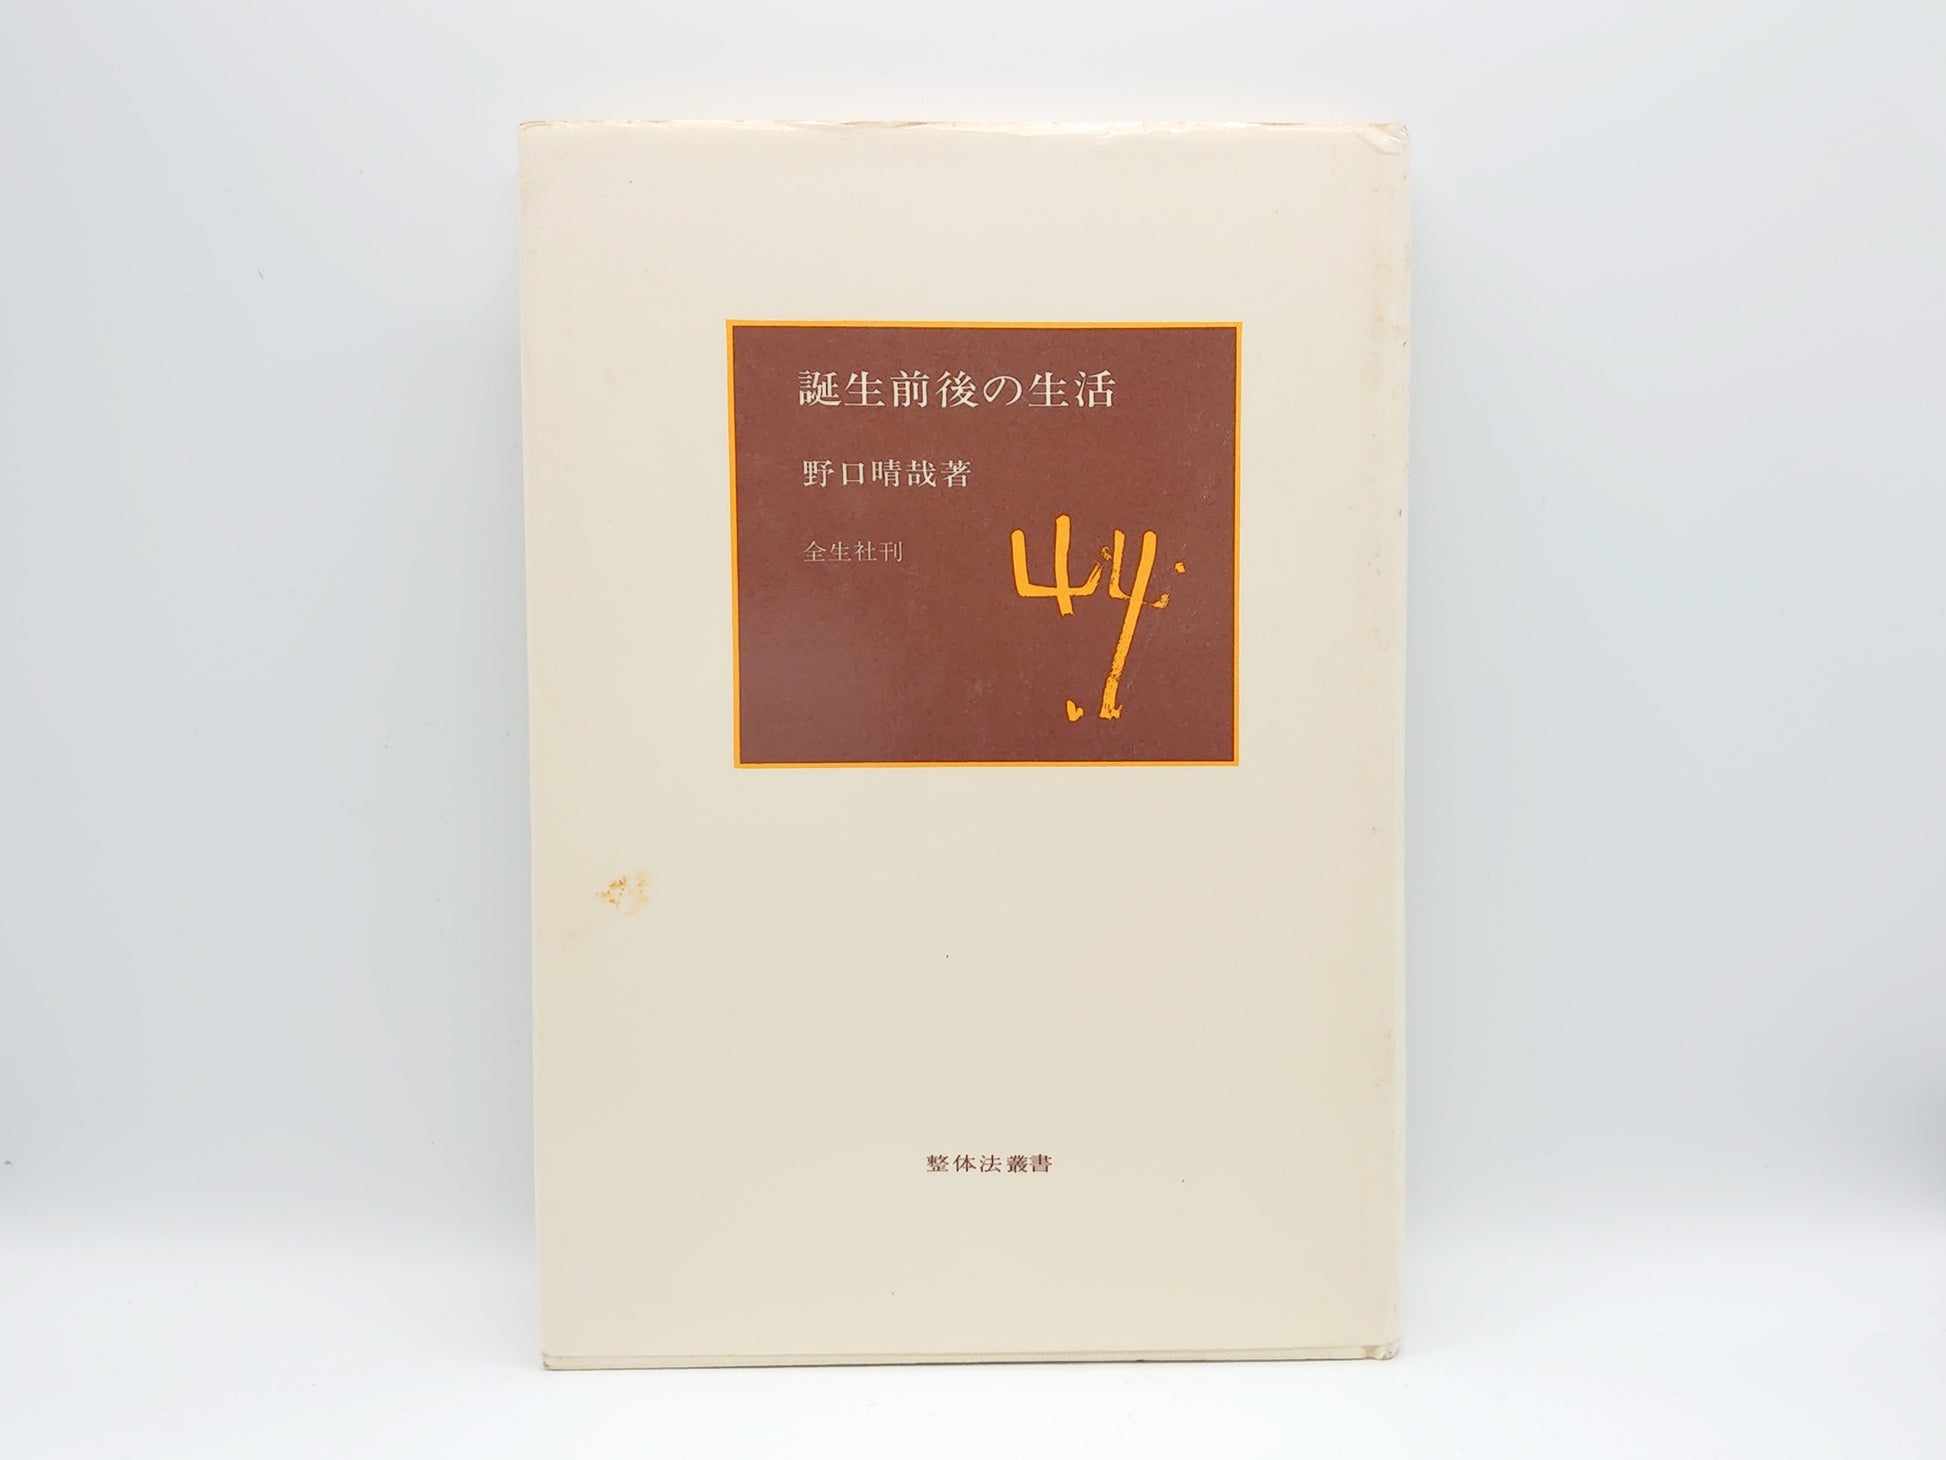 誕生前後の生活
野口晴哉著
全生社刊
整体法叢書